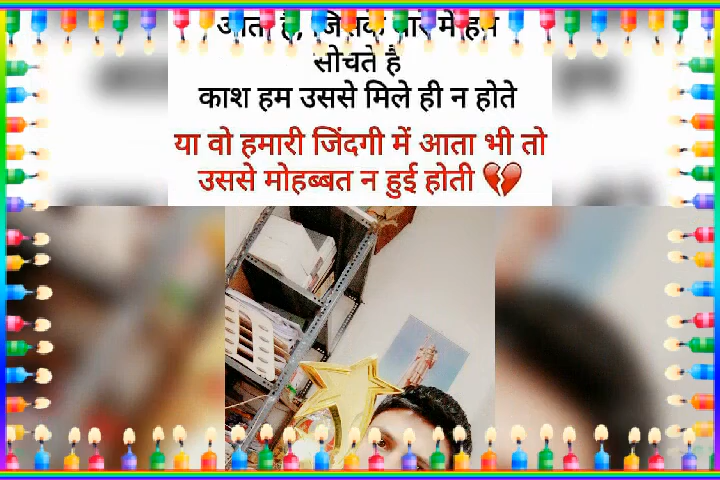 सोचते है
काश हम उससे मिले ही न होते
या वो हमारी जिंदगी में आता भी तो
उससे मोहब्बत न हुई होती 💔